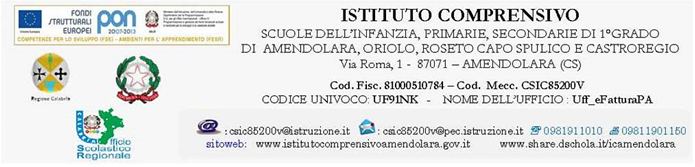 FONDI
STRUTTURALI
EUROPEI
pon
2007-2013
COMPETENZE PER LO SVILUPPO (FSE) - AMBIENTI PER L'APPRENDIMENTO (FESR)
Regione Calabria
CALABRIA
Ufficio
Scolastico
Regionale
ISTITUTO COMPRENSIVO
SCUOLE DELL'INFANZIA, PRIMARIE, SECONDARIE DI 1°GRADO
DI AMENDOLARA, ORIOLO, ROSETO CAPO SPULICO E CASTROREGIO
Via Roma, 1 - 87071 – AMENDOLARA (CS)
Cod. Fisc. 81000510784 – Cod. Mecc. CSIC85200V
CODICE UNIVOCO: UF91NK - NOME DELL'UFFICIO : Uff_eFatturaPA
: csic85200v@istruzione.it : csic85200v@pec.istruzione.it 0981911010 09811901150
sitoweb: www.istitutocomprensivoamendolara.gov.it www.share.dschola.it/icamendolara